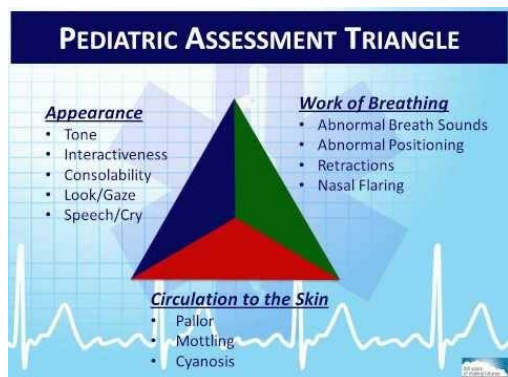 PEDIATRIC ASSESSMENT TRIANGLE
Appearance
• Tone
• Interactiveness
• Consolability
• Look/Gaze
• Speech/Cry
Work of Breathing
• Abnormal Breath Sounds
• Abnormal Positioning
• Retractions
• Nasal Flaring
Circulation to the Skin
• Pallor
• Mottling
• Cyanosis